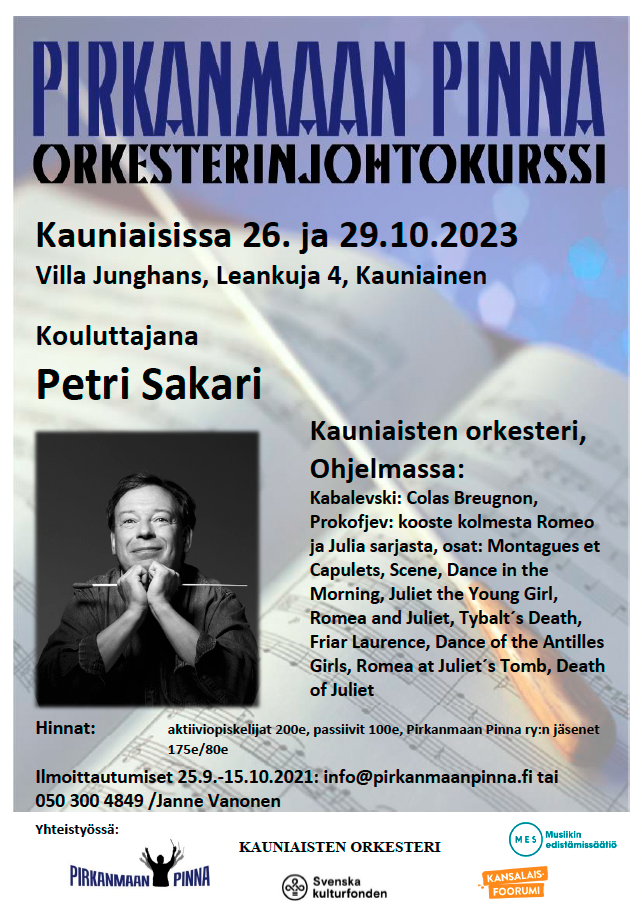 PIRKANMAAN PINNA
ORKESTERINJOHTOKURSSI
Kauniaisissa 26. ja 29.10.2023
Villa Junghans, Leankuja 4, Kauniainen
Kouluttajana
Petri Sakari
Kauniaisten orkesteri,
Ohjelmassa:
Kabalevski: Colas Breugnon,
Prokofjev: kooste kolmesta Romeo
ja Julia sarjasta, osat: Montagues et
Capulets, Scene, Dance in the
Morning, Juliet the Young Girl,
Romea and Juliet, Tybalt´s Death,
Friar Laurence, Dance of the Antilles
Girls, Romea at Juliet´s Tomb, Death
of Juliet
Hinnat: aktiiviopiskelijat 200e, passiivit 100e, Pirkanmaan Pinna ry:n jäsenet
175e/80e
Ilmoittautumiset 25.9.-15.10.2021: info@pirkanmaanpinna.fi tai
050 300 4849 /Janne Vanonen
Yhteistyössä:
PIRKANMAAN PINNA
KAUNIAISTEN ORKESTERI
Svenska
kulturfonden
MES Musiikin
edistämissäätiö
KANSALAIS-
FOORUMI